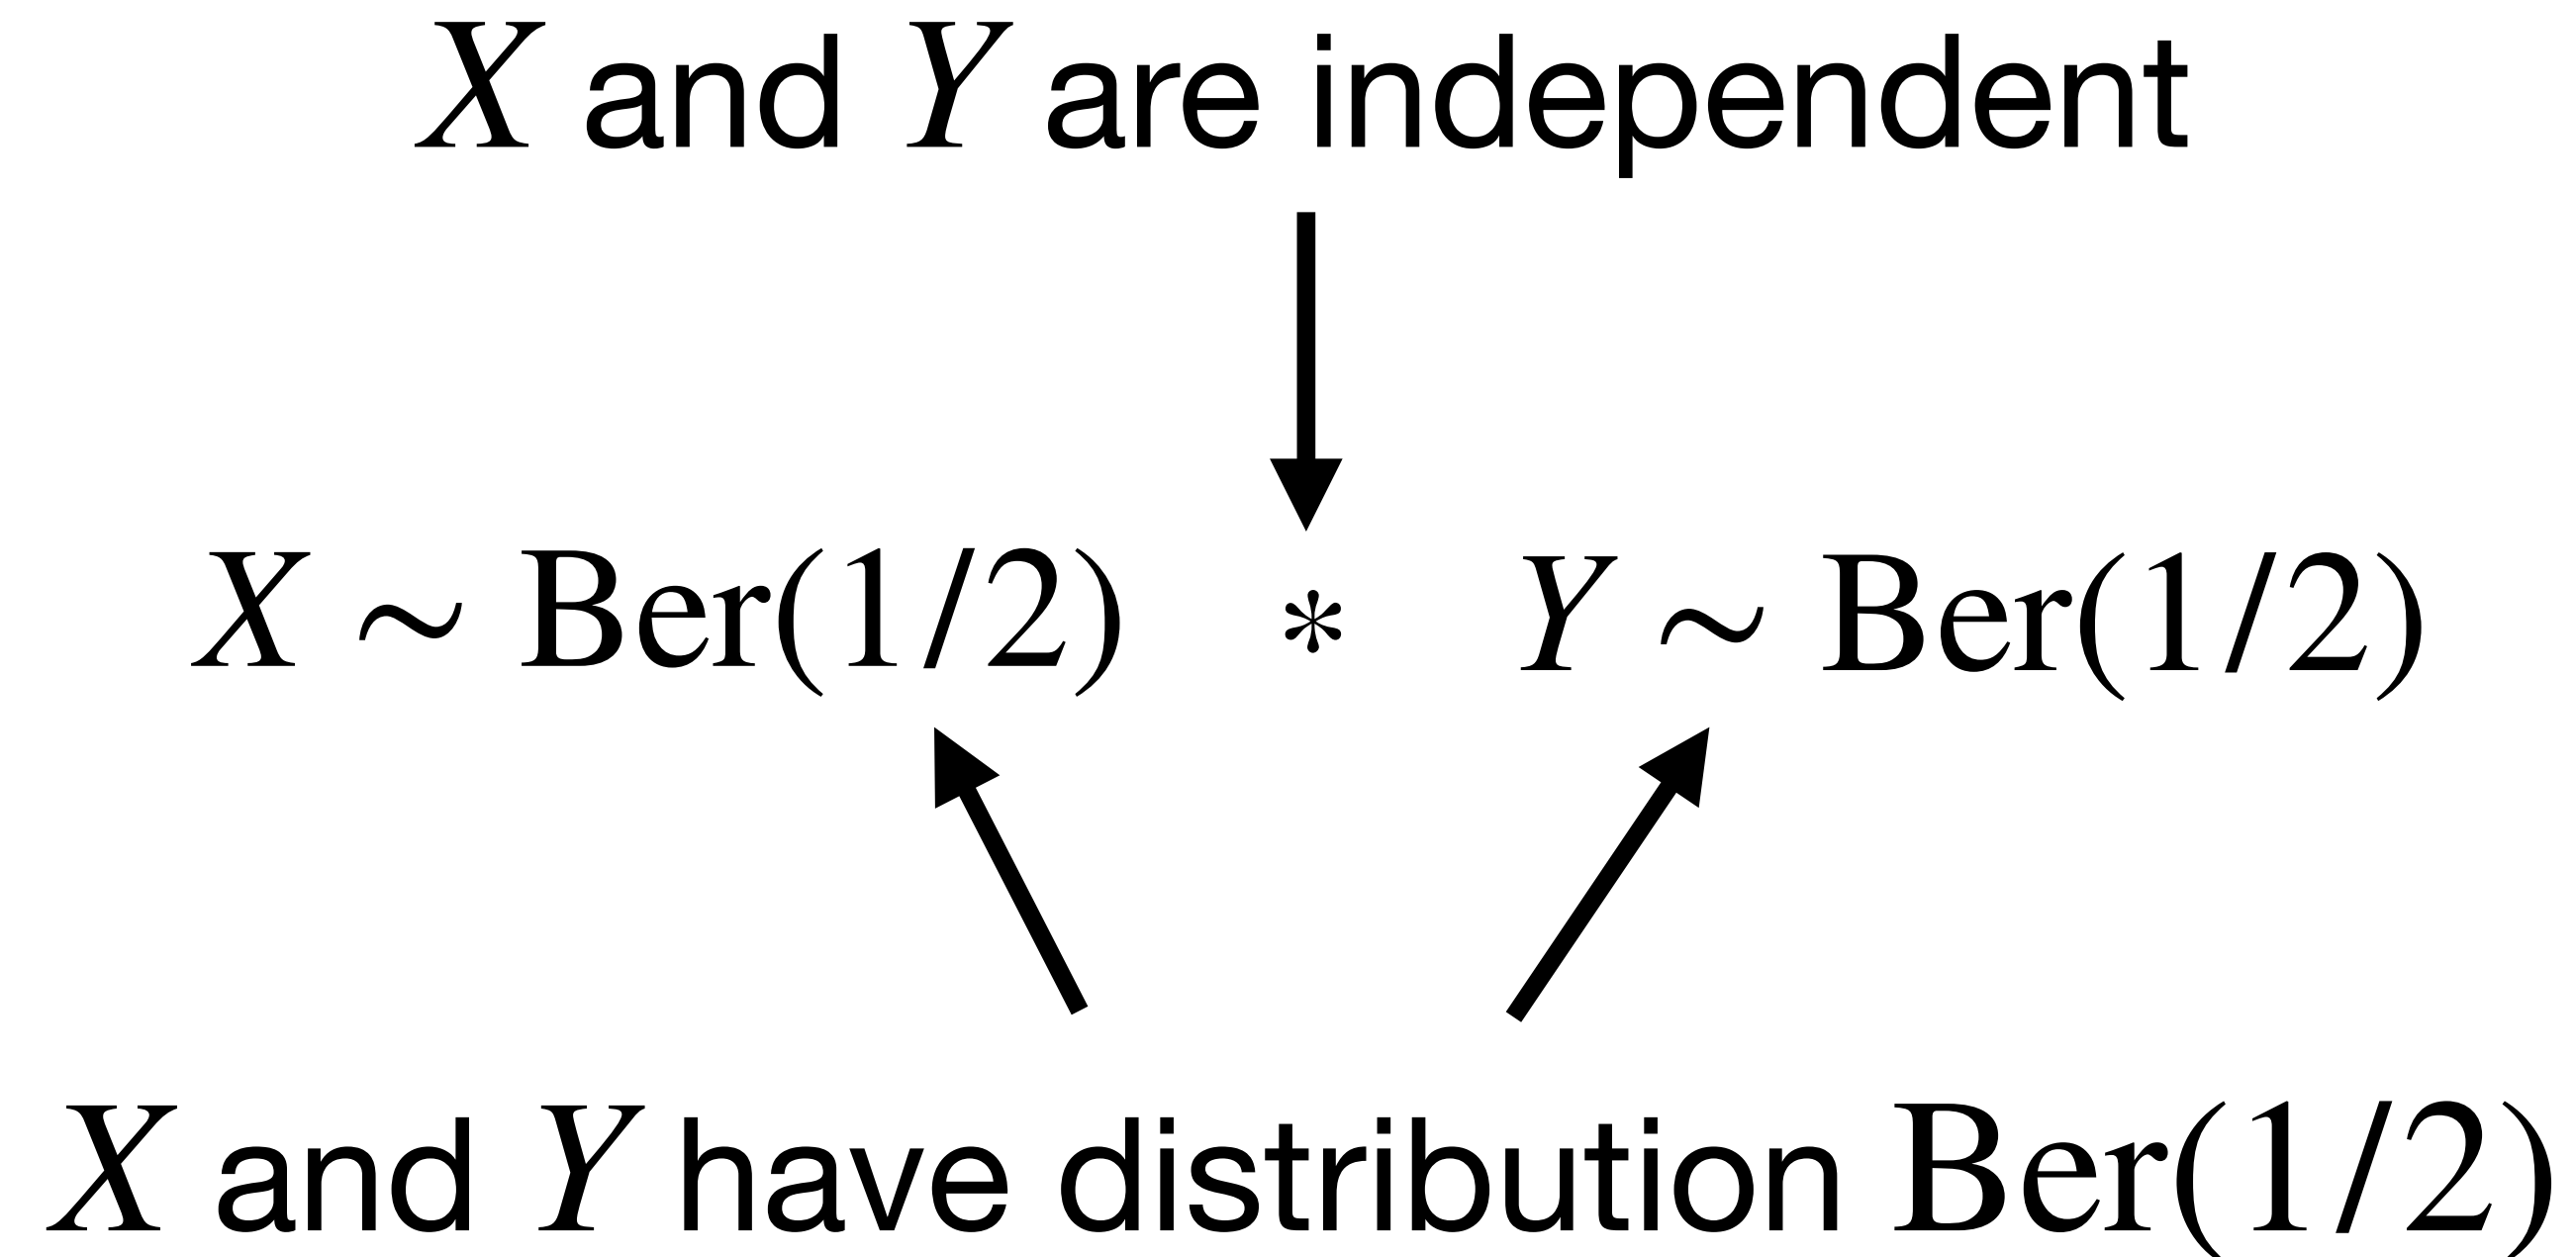 X and Y are independent
X ∼ Ber(1/2) * Y ∼ Ber(1/2)
X and Y have distribution Ber(1/2)